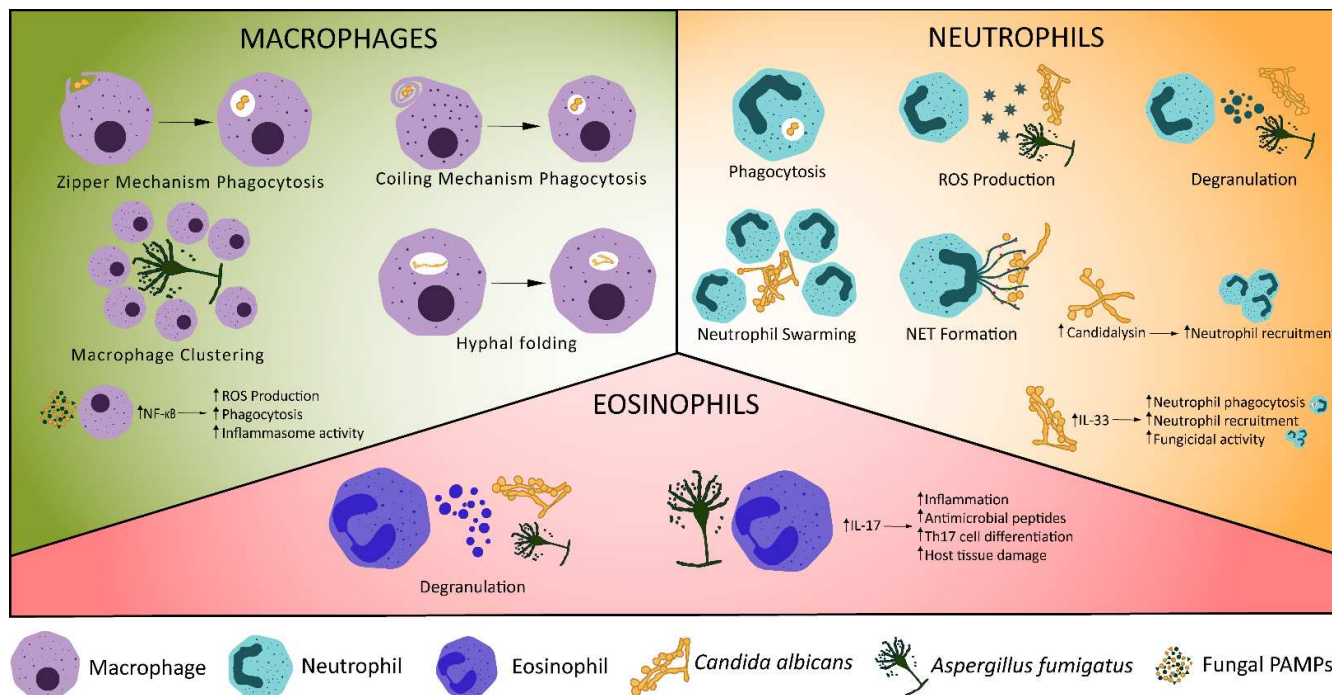 MACROPHAGES
Zipper Mechanism Phagocytosis
Coiling Mechanism Phagocytosis
Macrophage Clustering
Hyphal folding
↑NF-κB
↑ROS Production
↑Phagocytosis
↑Inflammasome activity
NEUTROPHILS
Phagocytosis
ROS Production
Degranulation
Neutrophil Swarming
NET Formation
↑Candidalysin
↑Neutrophil recruitment
↑IL-33
↑Neutrophil phagocytosis
↑Neutrophil recruitment
↑Fungicidal activity
EOSINOPHILS
Degranulation
↑IL-17
↑Inflammation
↑Antimicrobial peptides
↑Th17 cell differentiation
↑Host tissue damage
Macrophage
Neutrophil
Eosinophil
Candida albicans
Aspergillus fumigatus
Fungal PAMPs